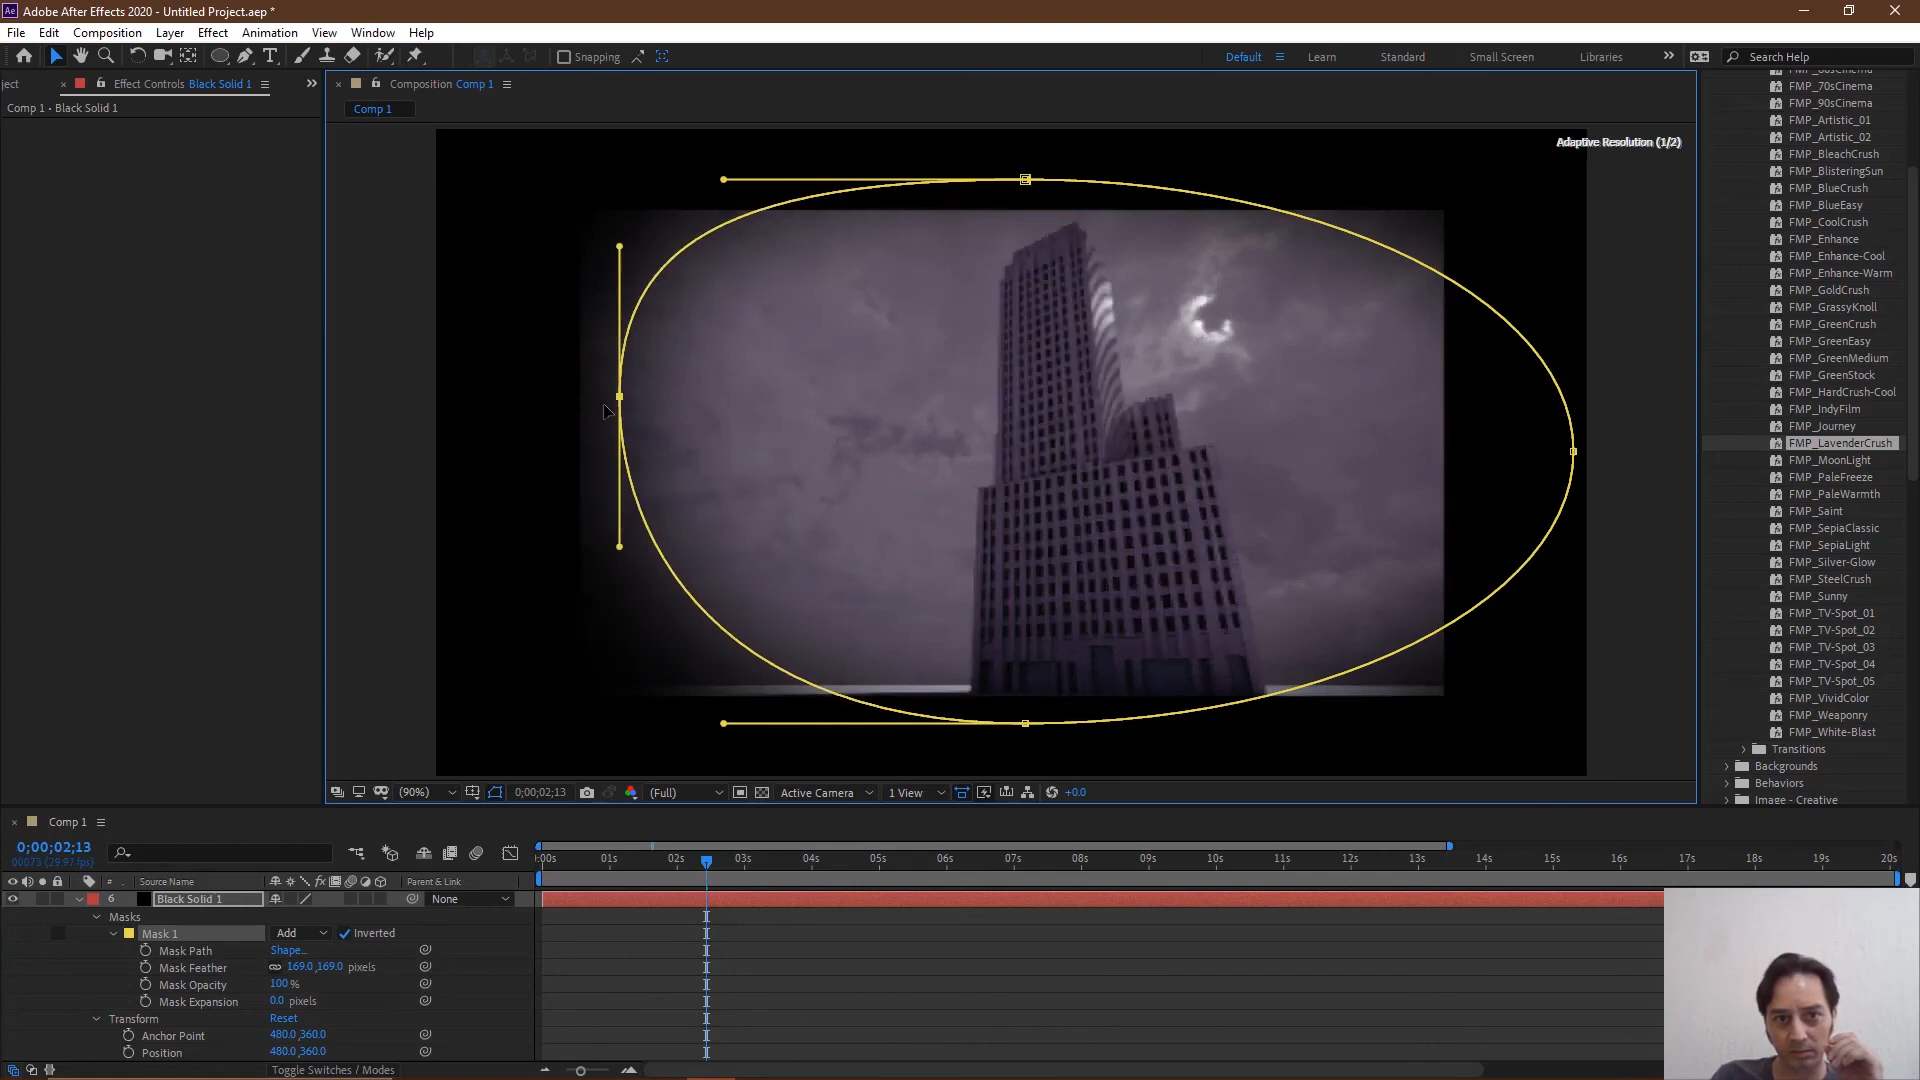 Ae Adobe After Effects 2020 - Untitled Project.aep *
File Edit Composition Layer Effect Animation View Window Help
Snapping
Default Learn Standard Small Screen Libraries » Search Help
ject × Effect Controls Black Solid 1 »
Comp 1 • Black Solid 1
× Composition Comp 1
Comp 1
Adaptive Resolution (1/2)
FMP_70sCinema
FMP_90sCinema
FMP_Artistic_01
FMP_Artistic_02
FMP_BleachCrush
FMP_BlisteringSun
FMP_BlueCrush
FMP_BlueEasy
FMP_CoolCrush
FMP_Enhance
FMP_Enhance-Cool
FMP_Enhance-Warm
FMP_GoldCrush
FMP_GrassyKnoll
FMP_GreenCrush
FMP_GreenEasy
FMP_GreenMedium
FMP_GreenStock
FMP_HardCrush-Cool
FMP_IndyFilm
FMP_Journey
FMP_LavenderCrush
FMP_MoonLight
FMP_PaleFreeze
FMP_PaleWarmth
FMP_Saint
FMP_SepiaClassic
FMP_SepiaLight
FMP_Silver-Glow
FMP_SteelCrush
FMP_Sunny
FMP_TV-Spot_01
FMP_TV-Spot_02
FMP_TV-Spot_03
FMP_TV-Spot_04
FMP_TV-Spot_05
FMP_VividColor
FMP_Weaponry
FMP_White-Blast
Transitions
Backgrounds
Behaviors
Image - Creative
(90%) 0;00;02;13 (Full) Active Camera 1 View +0.0
× Comp 1
0;00;02;13
00073 (29.97 fps)
:00s 01s 02s 03s 04s 05s 06s 07s 08s 09s 10s 11s 12s 13s 14s 15s 16s 17s 18s 19s 20s
# Source Name fx Parent & Link
6 Black Solid 1 None
Masks
Mask 1 Add Inverted
Mask Path Shape...
Mask Feather 169.0,169.0 pixels
Mask Opacity 100 %
Mask Expansion 0.0 pixels
Transform Reset
Anchor Point 480.0,360.0
Position 480.0,360.0
Toggle Switches / Modes